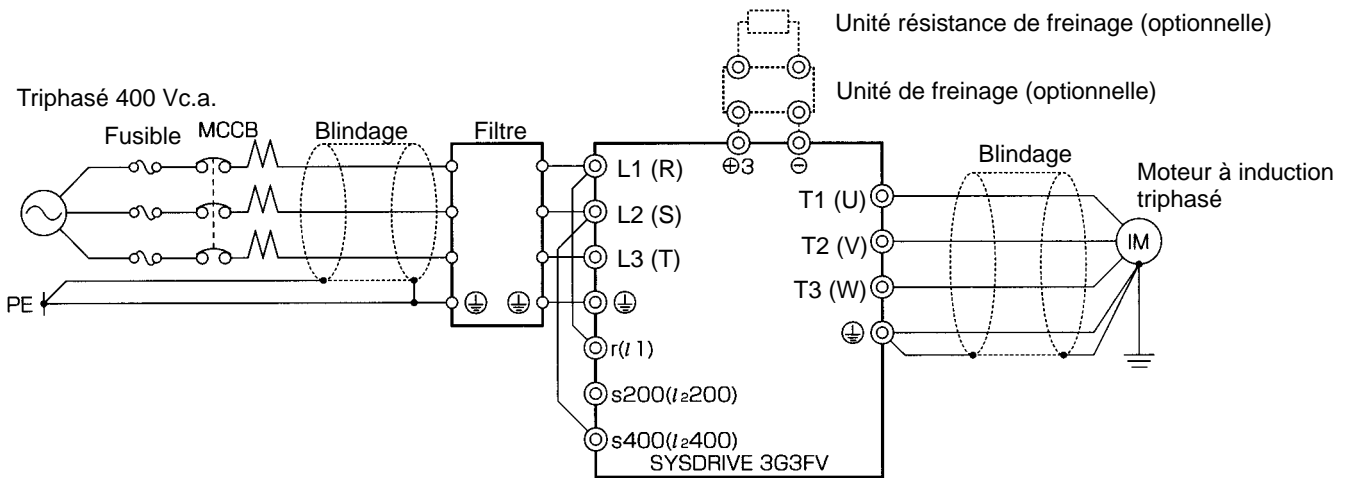 Unité résistance de freinage (optionnelle)
Unité de freinage (optionnelle)
Triphasé 400 Vc.a.
Fusible
MCCB
Blindage
Filtre
⊕3
⊖
Blindage
Moteur à induction
triphasé
L1 (R)
L2 (S)
L3 (T)
T1 (U)
T2 (V)
T3 (W)
IM
PE
r(l1)
s200(l2200)
s400(l2400)
SYSDRIVE 3G3FV